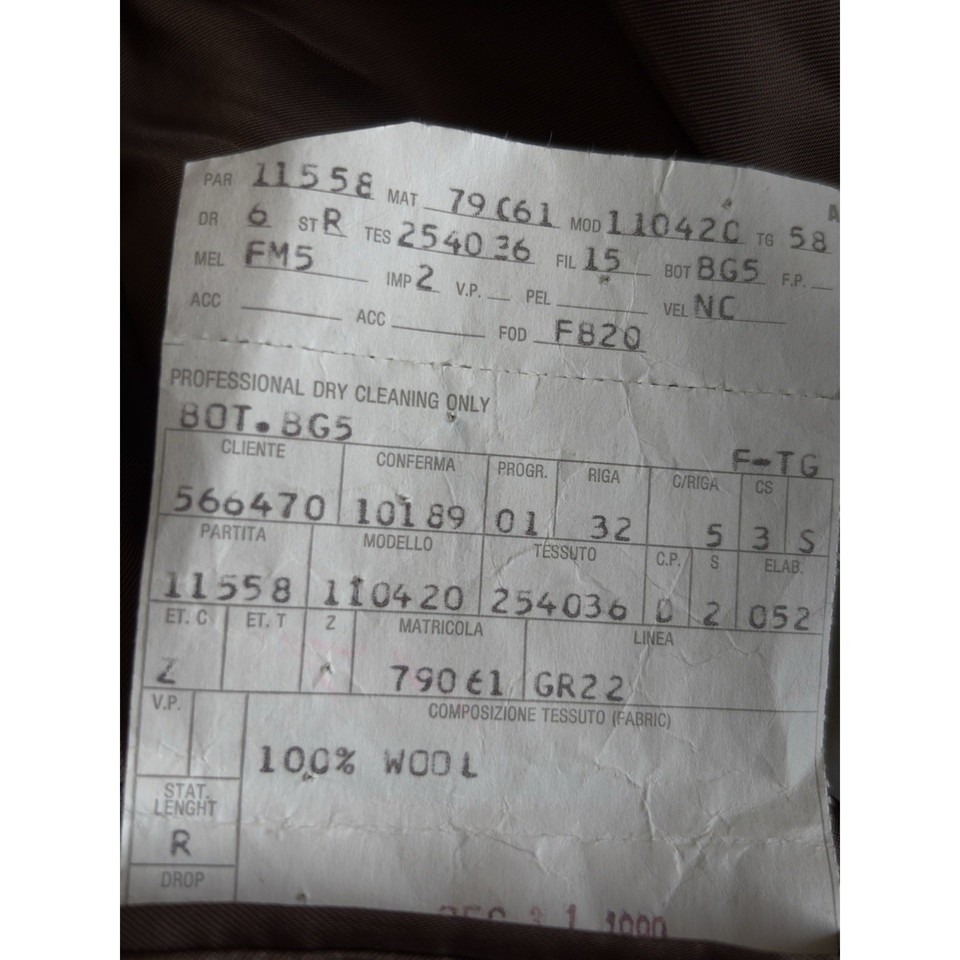 PAR 11558 MAT 79061 MOD 110420 TG 58
DR 6 ST R TES 254036 FIL 15 BOT BG5 F.P.
MEL FM5 IMP 2 V.P. PEL VEL NC
ACC ACC FOD F820
PROFESSIONAL DRY CLEANING ONLY
BOT. BG5 F-TG
CLIENTE CONFERMA PROGR. RIGA C/RIGA CS
566470 10189 01 32 5 3 S
PARTITA MODELLO TESSUTO C.P. S ELAB.
11558 110420 254036 0 2 052
ET. C ET. T Z MATRICOLA LINEA
Z 79061 GR22
V.P. COMPOSIZIONE TESSUTO (FABRIC)
100% WOOL
STAT.
LENGHT
R
DROP